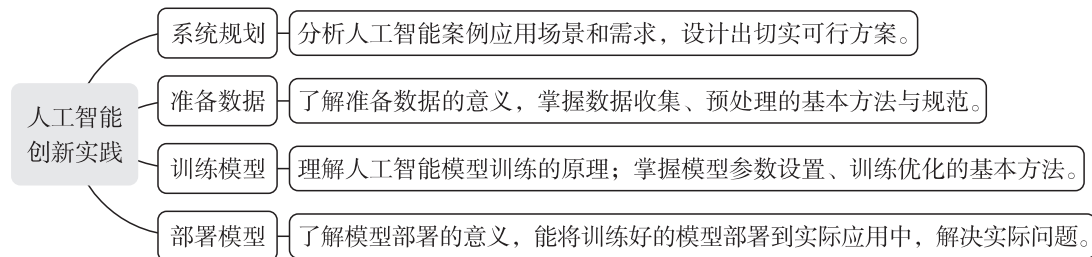 人工智能
创新实践
系统规划
分析人工智能案例应用场景和需求，设计出切实可行方案。
准备数据
了解准备数据的意义，掌握数据收集、预处理的基本方法与规范。
训练模型
理解人工智能模型训练的原理；掌握模型参数设置、训练优化的基本方法。
部署模型
了解模型部署的意义，能将训练好的模型部署到实际应用中，解决实际问题。